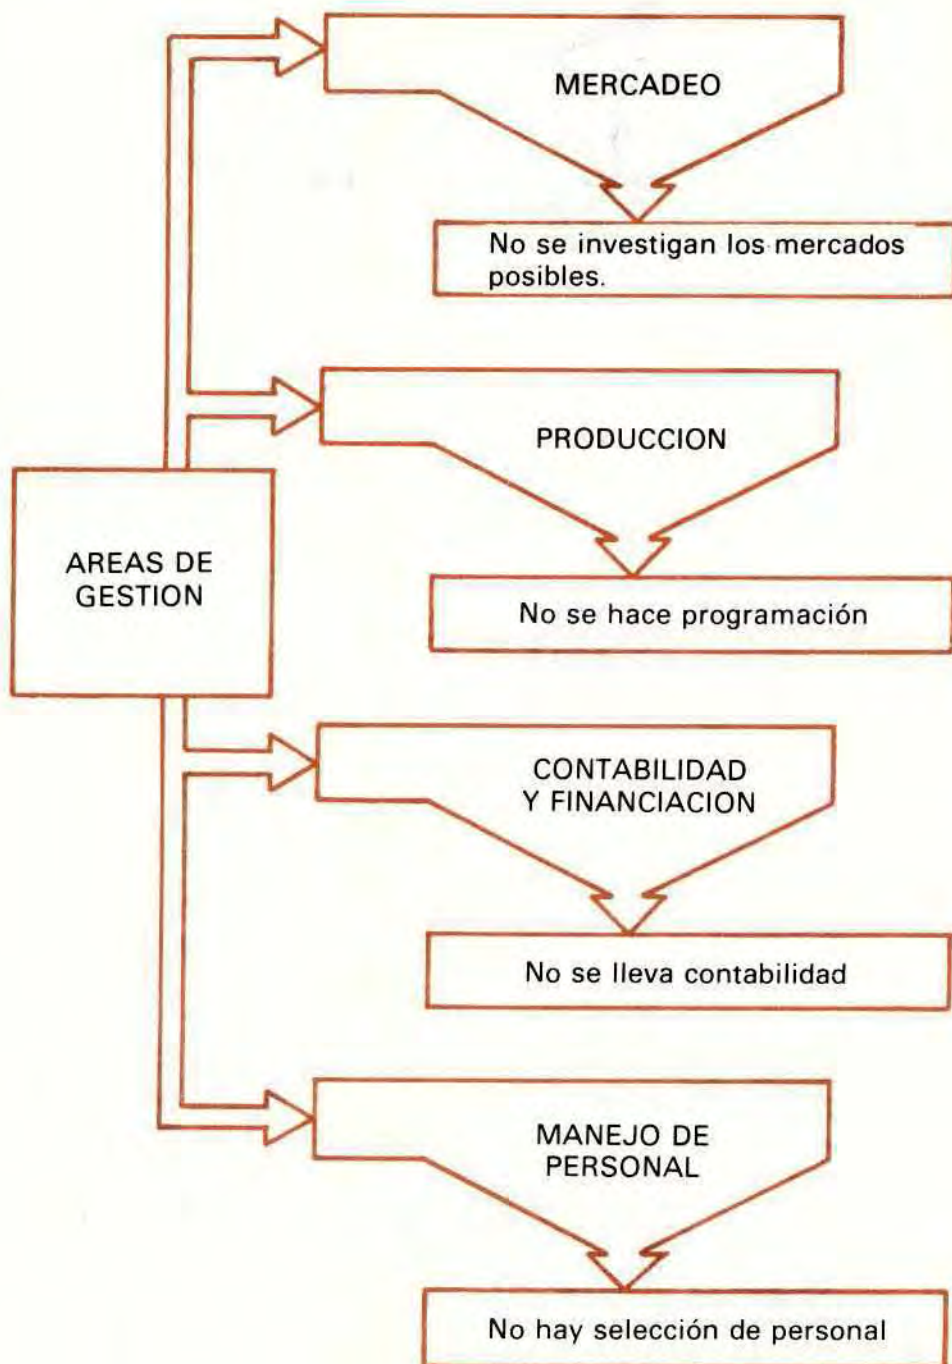 MERCADEO
No se investigan los mercados
posibles.
PRODUCCION
No se hace programación
AREAS DE
GESTION
CONTABILIDAD
Y FINANCIACION
No se lleva contabilidad
MANEJO DE
PERSONAL
No hay selección de personal